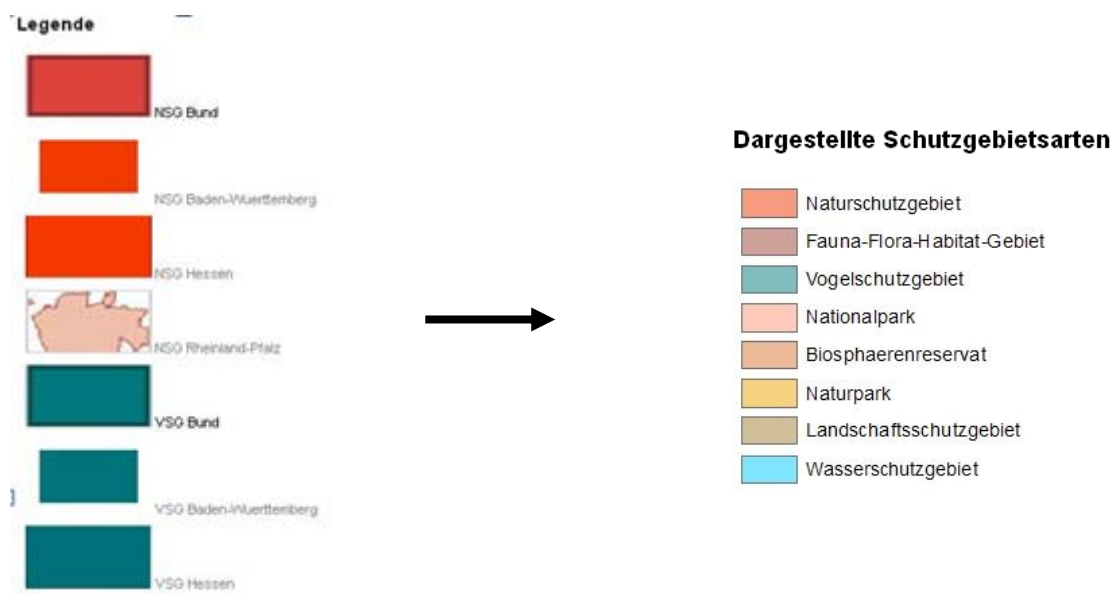 Legende
NSG Bund
NSG Baden-Wuerttemberg
NSG Hessen
NSG Rheinland-Pfalz
VSG Bund
VSG Baden-Wuerttemberg
VSG Hessen
Dargestellte Schutzgebietsarten
Naturschutzgebiet
Fauna-Flora-Habitat-Gebiet
Vogelschutzgebiet
Nationalpark
Biosphaerenreservat
Naturpark
Landschaftsschutzgebiet
Wasserschutzgebiet